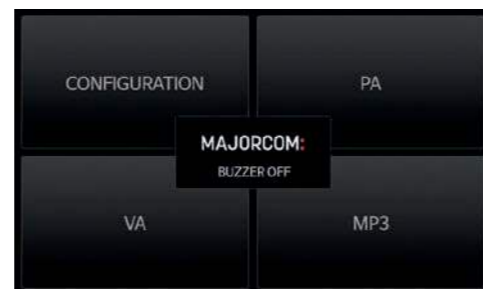 CONFIGURATION
PA
MAJORCOM:
BUZZER OFF
VA
MP3